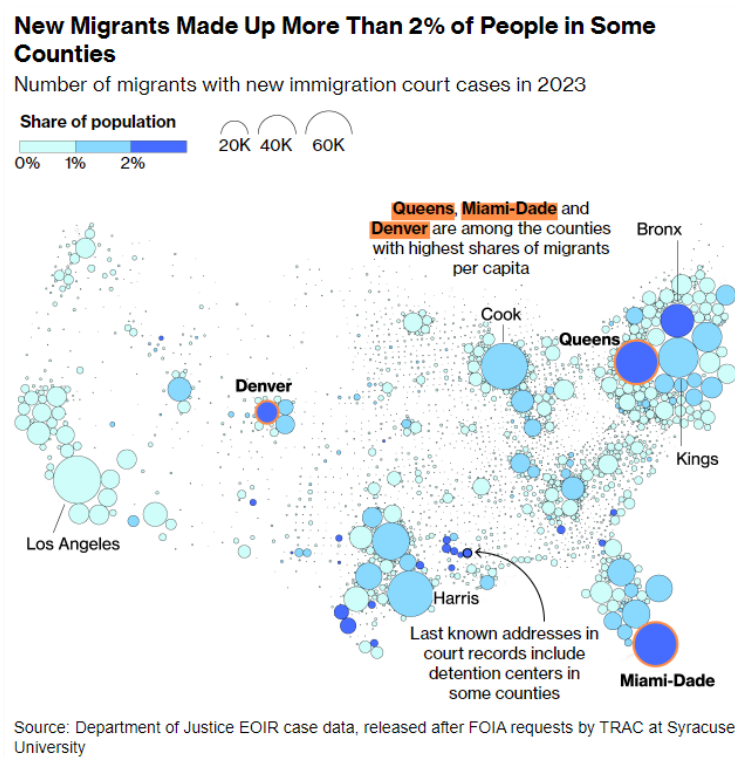 New Migrants Made Up More Than 2% of People in Some
Counties
Number of migrants with new immigration court cases in 2023
Share of population
0% 1% 2%
20K 40K 60K
Queens, Miami-Dade and
Denver are among the counties
with highest shares of migrants
per capita
Bronx
Cook
Queens
Denver
Kings
Los Angeles
Harris
Last known addresses in
court records include
detention centers in
some counties
Miami-Dade
Source: Department of Justice EOIR case data, released after FOIA requests by TRAC at Syracuse
University